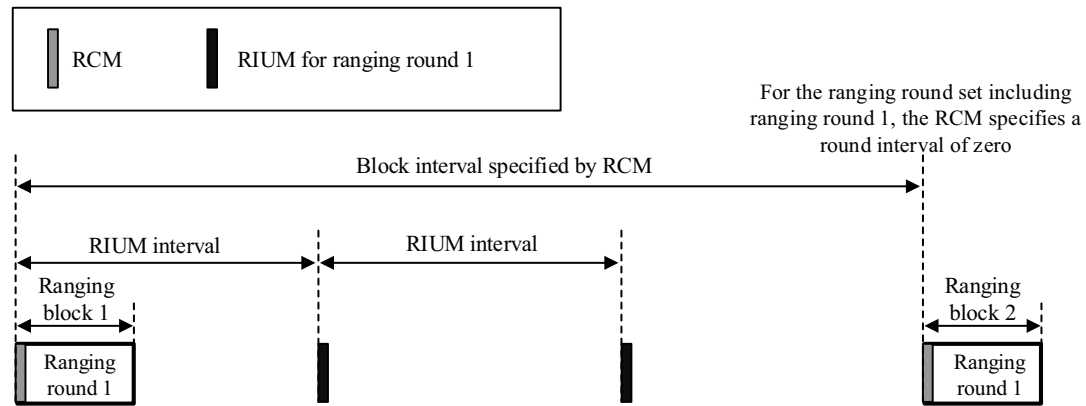 RCM
RIUM for ranging round 1
For the ranging round set including
ranging round 1, the RCM specifies a
round interval of zero
Block interval specified by RCM
RIUM interval
RIUM interval
Ranging
block 1
Ranging
block 2
Ranging
round 1
Ranging
round 1